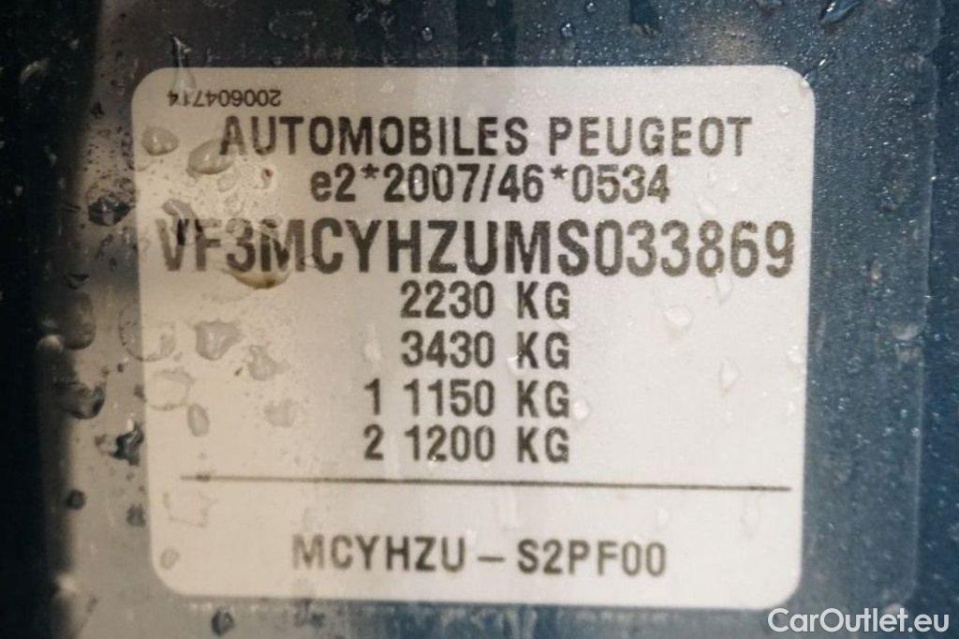 200604714
AUTOMOBILES PEUGEOT
e2*2007/46*0534
VF3MCYHZUMS033869
2230 KG
3430 KG
1 1150 KG
2 1200 KG
MCYHZU – S2PF00
CarOutlet.eu